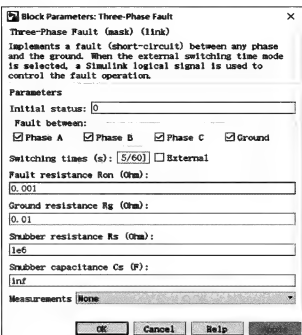 Block Parameters: Three-Phase Fault ×
Three-Phase Fault (mask) (link)
Implements a fault (short-circuit) between any phase
and the ground. When the external switching time mode
is selected, a Simulink logical signal is used to
control the fault operation.
Parameters
Initial status: 0
Fault between:
Phase A Phase B Phase C Ground
Switching times (s): 5/60] External
Fault resistance Ron (Ohm):
0.001
Ground resistance Rg (Ohm):
0.01
Snubber resistance Rs (Ohm):
1e6
Snubber capacitance Cs (F):
inf
Measurements None
OK Cancel Help Apply